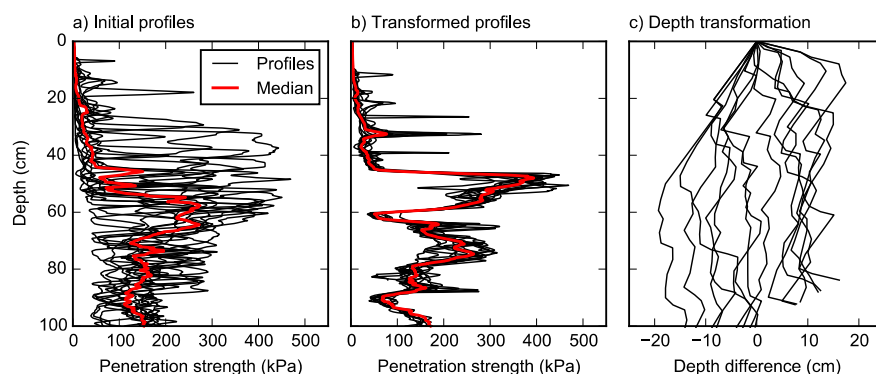 a) Initial profiles
b) Transformed profiles
c) Depth transformation
0
20
40
60
80
100
Depth (cm)
Profiles
Median
0 100 200 300 400 500
Penetration strength (kPa)
0 100 200 300 400 500
Penetration strength (kPa)
−20 −10 0 10 20
Depth difference (cm)